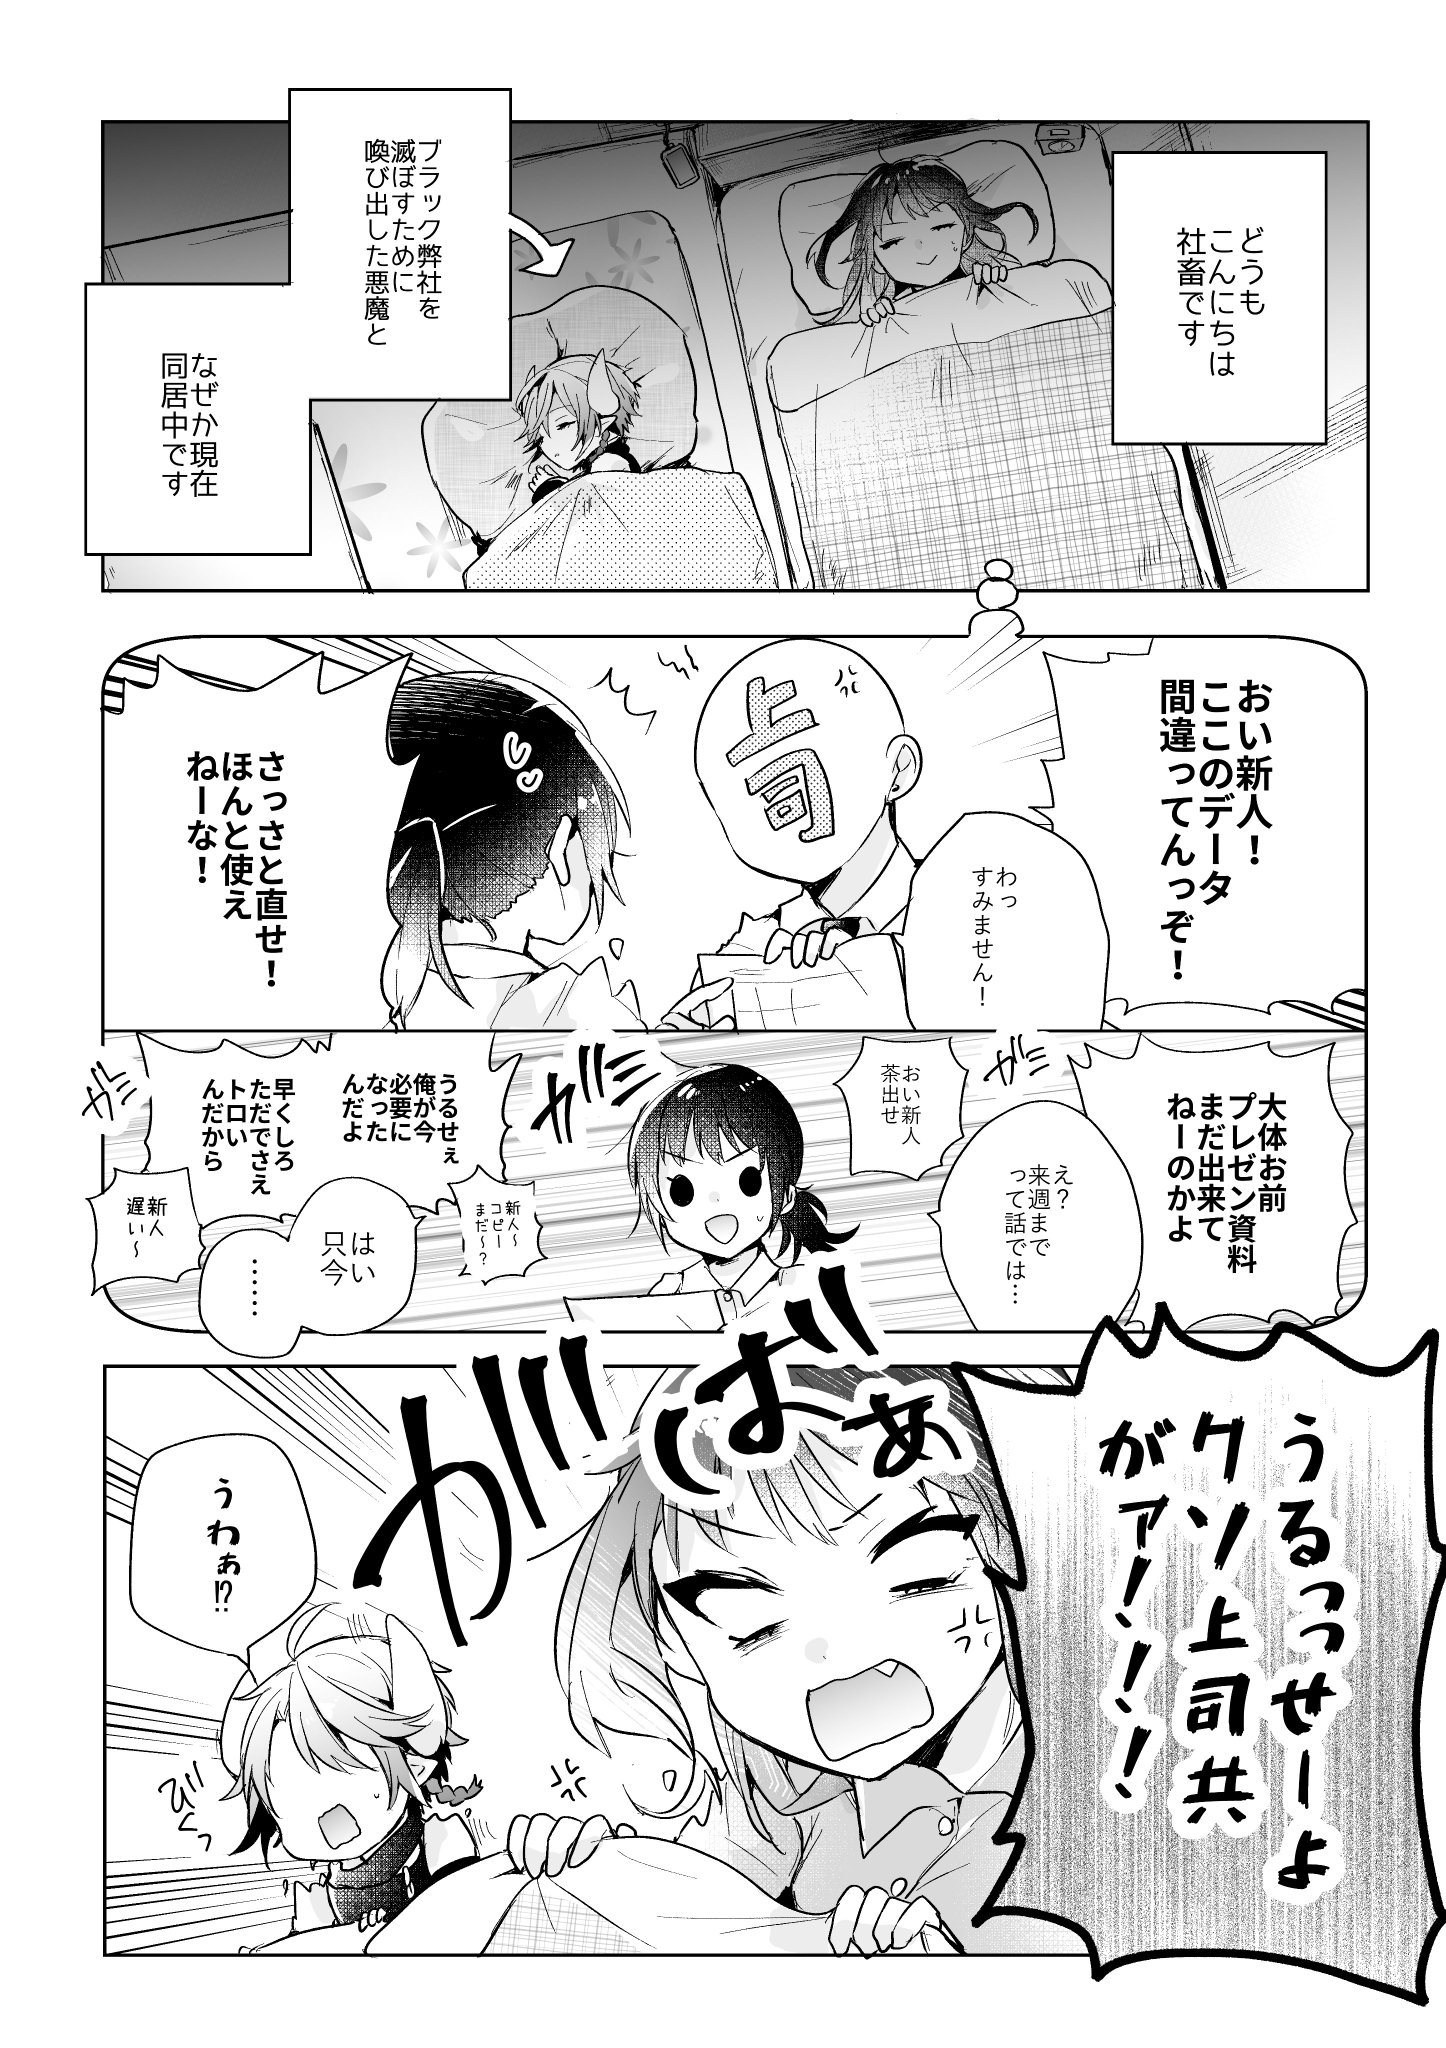 どうも
こんにちは
社畜です
ブラック弊社を
滅ぼすために
喚び出した悪魔と
なぜか現在
同居中です
おい新人！
ここのデータ
間違ってんっぞ！
わっ
すみません！
上司
さっさと直せ！
ほんと使え
ねーな！
大体お前
プレゼン資料
まだ出来て
ねーのかよ
ガミ
え？
来週まで
って話では…
おい新人
茶出せ
ガミ
うるせぇ
俺が今
必要に
なった
んだよ
新人～
コピー
まだ～？
早くしろ
ただでさえ
トロい
んだから
はい
只今
……
ガミ
新人
遅い～
うるっっせーよ
クソ上司共
がァ！！！
がばぁ
うわぁ!?
びくっ